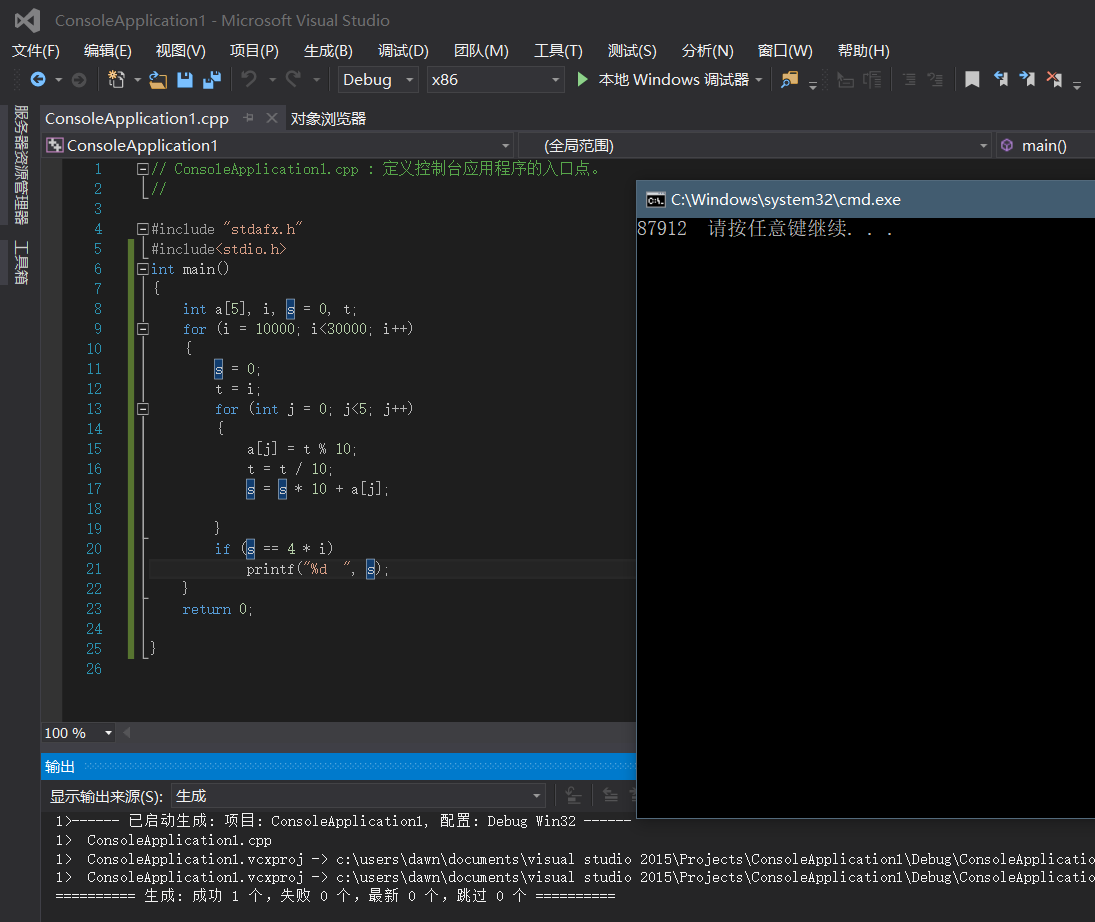 ConsoleApplication1 - Microsoft Visual Studio
文件(F) 编辑(E) 视图(V) 项目(P) 生成(B) 调试(D) 团队(M) 工具(T) 测试(S) 分析(N) 窗口(W) 帮助(H)
Debug x86 本地 Windows 调试器
服务器资源管理器
工具箱
ConsoleApplication1.cpp 对象浏览器
ConsoleApplication1 (全局范围) main()
1 // ConsoleApplication1.cpp : 定义控制台应用程序的入口点。
2 //
3
4 #include "stdafx.h"
5 #include<stdio.h>
6 int main()
7 {
8 int a[5], i, s = 0, t;
9 for (i = 10000; i<30000; i++)
10 {
11 s = 0;
12 t = i;
13 for (int j = 0; j<5; j++)
14 {
15 a[j] = t % 10;
16 t = t / 10;
17 s = s * 10 + a[j];
18
19 }
20 if (s == 4 * i)
21 printf("%d  ", s);
22 }
23 return 0;
24
25 }
26
C:\Windows\system32\cmd.exe
87912  请按任意键继续. . .
100 %
输出
显示输出来源(S): 生成
1>------ 已启动生成: 项目: ConsoleApplication1, 配置: Debug Win32 ------
1>  ConsoleApplication1.cpp
1>  ConsoleApplication1.vcxproj -> c:\users\dawn\documents\visual studio 2015\Projects\ConsoleApplication1\Debug\ConsoleApplicatio
1>  ConsoleApplication1.vcxproj -> c:\users\dawn\documents\visual studio 2015\Projects\ConsoleApplication1\Debug\ConsoleApplicatio
========== 生成: 成功 1 个，失败 0 个，最新 0 个，跳过 0 个 ==========